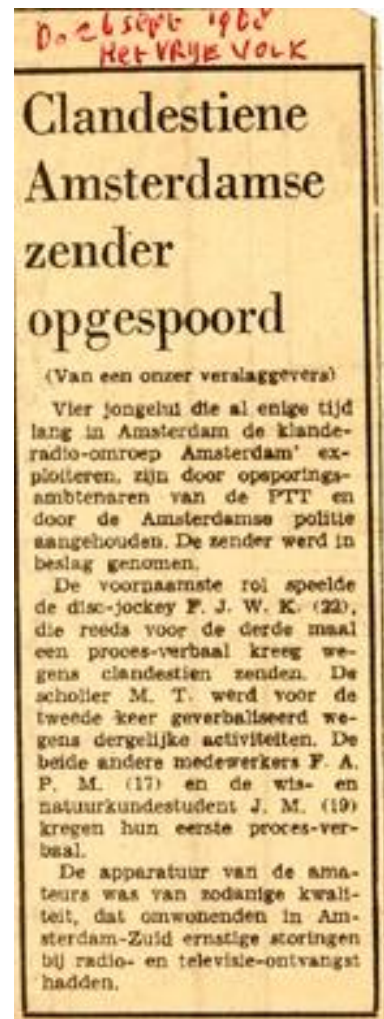 Do 26 sept 1968
Het VRIJE VOLK
Clandestiene
Amsterdamse
zender
opgespoord
(Van een onzer verslaggevers)
Vier jongelui die al enige tijd
lang in Amsterdam de klande-
radio-omroep Amsterdam' ex-
ploiteren, zijn door opsporings-
ambtenaren van de PTT en
door de Amsterdamse politie
aangehouden. De zender werd in
beslag genomen.
De voornaamste rol speelde
de disc-jockey F. J. W. K. (22),
die reeds voor de derde maal
een proces-verbaal kreeg we-
gens clandestien zenden. De
scholier M. T. werd voor de
tweede keer geverbaliseerd we-
gens dergelijke activiteiten. De
beide andere medewerkers F. A.
P. M. (17) en de wis- en
natuurkundestudent J. M. (19)
kregen hun eerste proces-ver-
baal.
De apparatuur van de ama-
teurs was van zodanige kwali-
teit, dat omwonenden in Am-
sterdam-Zuid ernstige storingen
bij radio- en televisie-ontvangst
hadden.